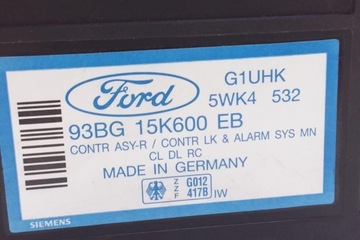 Ford
G1UHK
5WK4 532
93BG 15K600 EB
CONTR ASY-R / CONTR LK & ALARM SYS MN
CL DL RC
MADE IN GERMANY
Z
Z
F
G012
417B
IW
SIEMENS